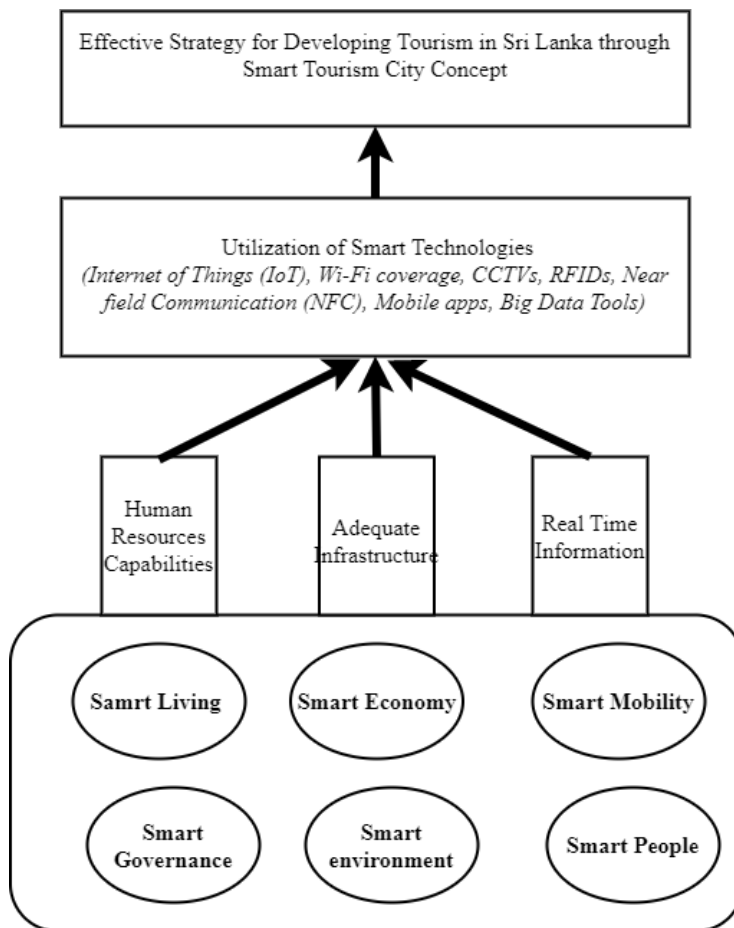 Effective Strategy for Developing Tourism in Sri Lanka through
Smart Tourism City Concept
Utilization of Smart Technologies
(Internet of Things (IoT), Wi-Fi coverage, CCTVs, RFIDs, Near
field Communication (NFC), Mobile apps, Big Data Tools)
Human
Resources
Capabilities
Adequate
Infrastructure
Real Time
Information
Samrt Living
Smart Economy
Smart Mobility
Smart
Governance
Smart
environment
Smart People